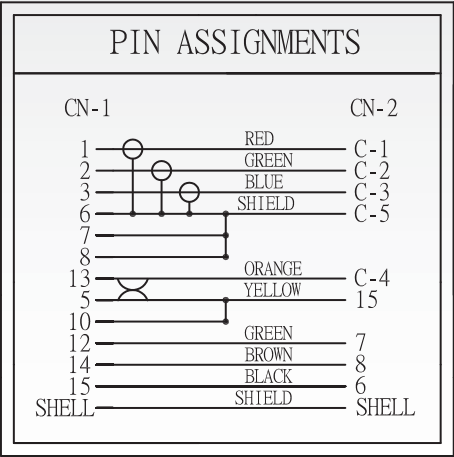 PIN ASSIGNMENTS
CN-1 CN-2
1 RED C-1
2 GREEN C-2
3 BLUE C-3
6 SHIELD C-5
7
8
13 ORANGE C-4
5 YELLOW 15
10
12 GREEN 7
14 BROWN 8
15 BLACK 6
SHELL SHIELD SHELL